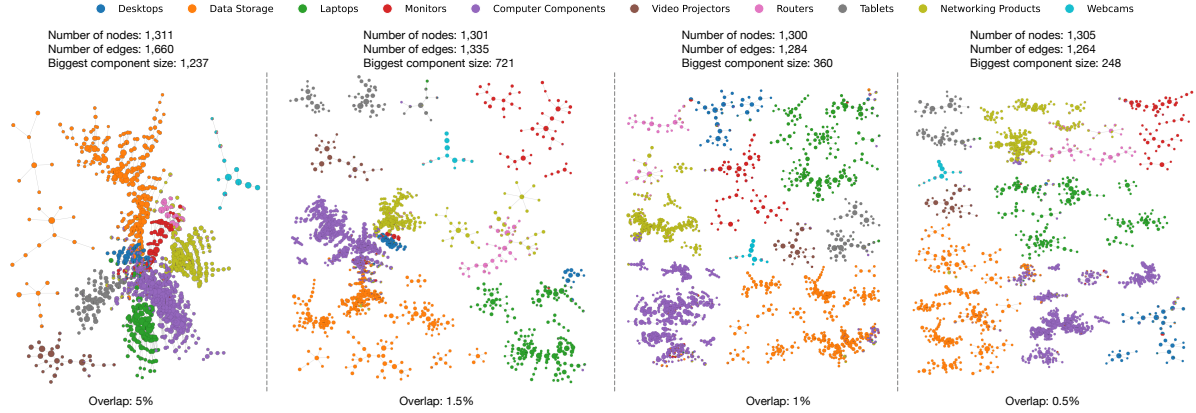 Desktops Data Storage Laptops Monitors Computer Components Video Projectors Routers Tablets Networking Products Webcams
Number of nodes: 1,311
Number of edges: 1,660
Biggest component size: 1,237
Number of nodes: 1,301
Number of edges: 1,335
Biggest component size: 721
Number of nodes: 1,300
Number of edges: 1,284
Biggest component size: 360
Number of nodes: 1,305
Number of edges: 1,264
Biggest component size: 248
Overlap: 5%
Overlap: 1.5%
Overlap: 1%
Overlap: 0.5%